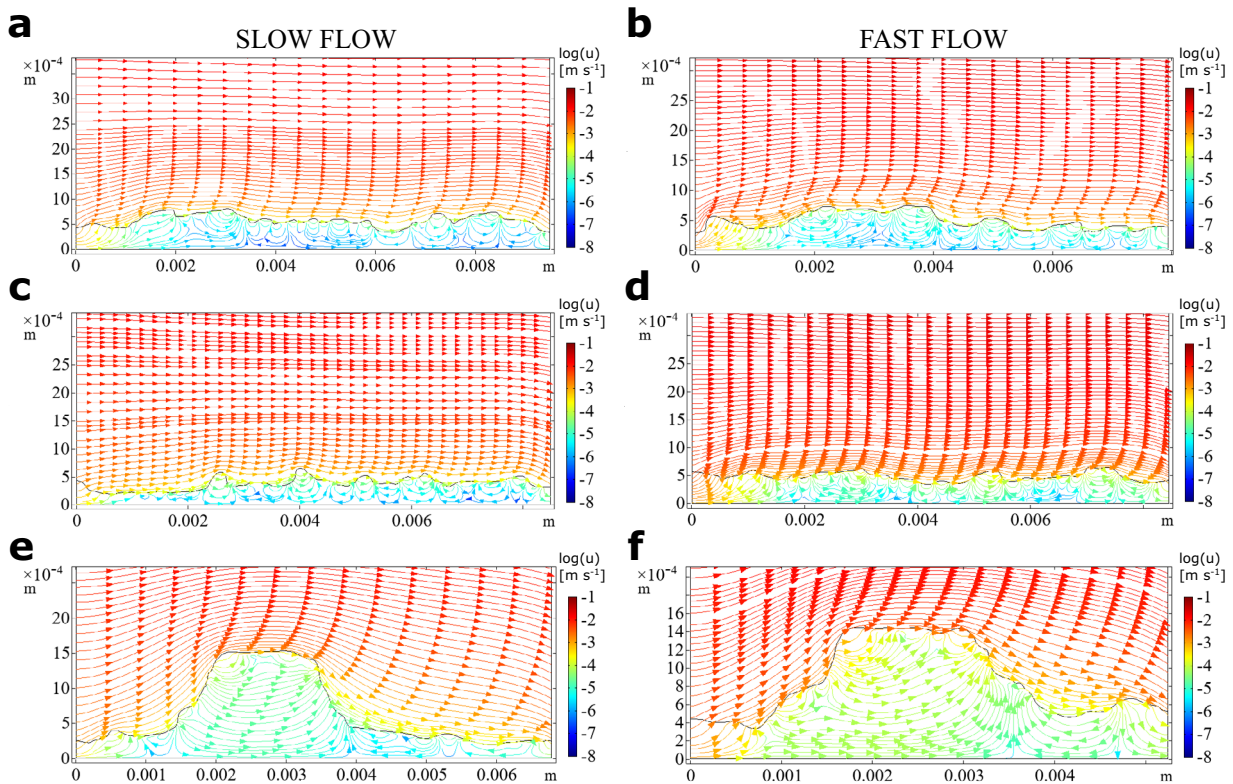 a
SLOW FLOW
b
FAST FLOW
×10⁻⁴
m
log(u)
[m s⁻¹]
30
25
20
15
10
5
0
-1
-2
-3
-4
-5
-6
-7
-8
0 0.002 0.004 0.006 0.008 m
×10⁻⁴
m
log(u)
[m s⁻¹]
25
20
15
10
5
0
-1
-2
-3
-4
-5
-6
-7
-8
0 0.002 0.004 0.006 m
c
×10⁻⁴
m
log(u)
[m s⁻¹]
25
20
15
10
5
0
-1
-2
-3
-4
-5
-6
-7
-8
0 0.002 0.004 0.006 m
d
×10⁻⁴
m
log(u)
[m s⁻¹]
25
20
15
10
5
0
-1
-2
-3
-4
-5
-6
-7
-8
0 0.002 0.004 0.006 m
e
×10⁻⁴
m
log(u)
[m s⁻¹]
20
15
10
5
0
-1
-2
-3
-4
-5
-6
-7
-8
0 0.001 0.002 0.003 0.004 0.005 0.006 m
f
×10⁻⁴
m
log(u)
[m s⁻¹]
16
14
12
10
8
6
4
2
0
-1
-2
-3
-4
-5
-6
-7
-8
0 0.001 0.002 0.003 0.004 m